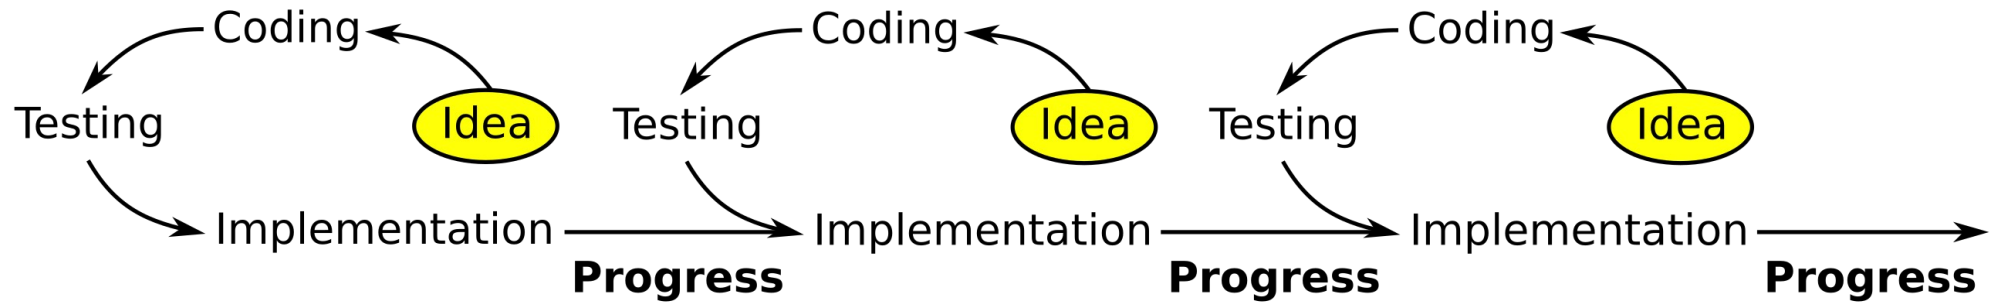 Coding Coding Coding
Testing Idea Testing Idea Testing Idea
Implementation Implementation Implementation
Progress Progress Progress